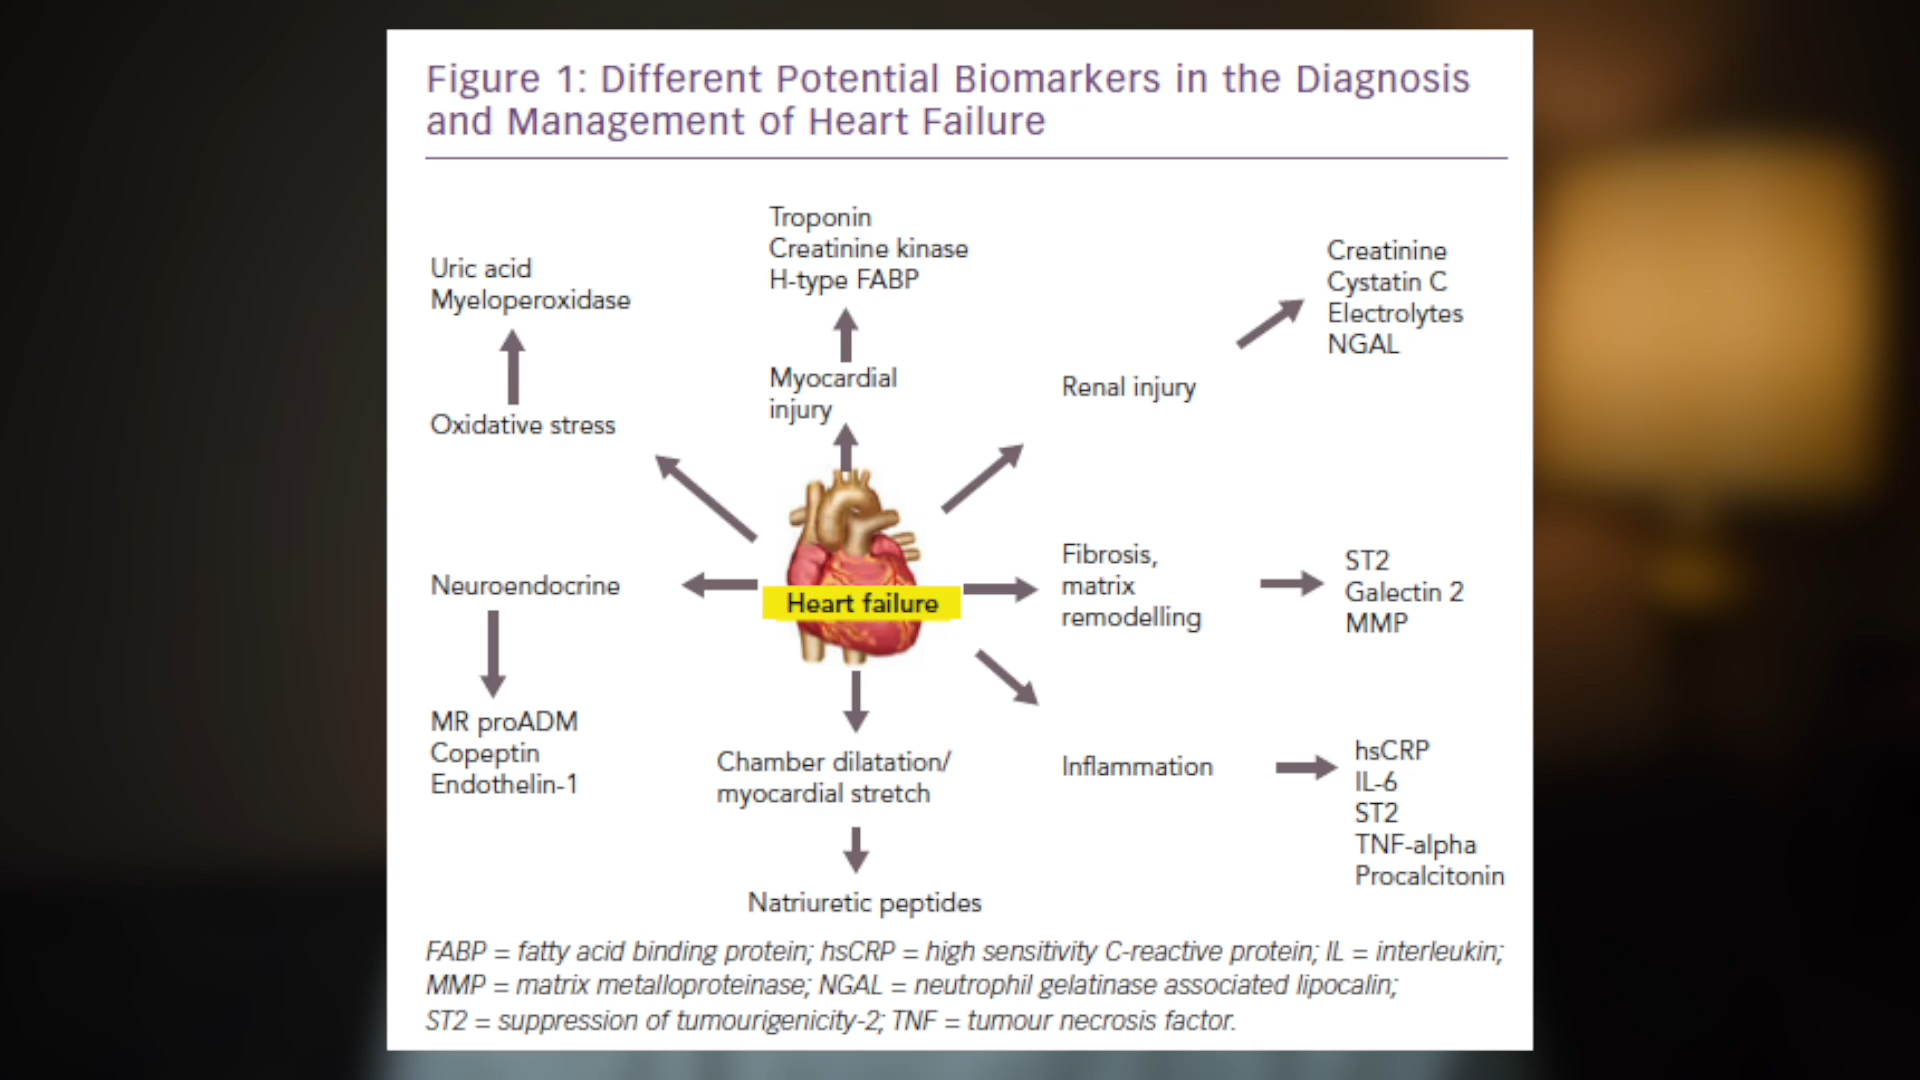 Figure 1: Different Potential Biomarkers in the Diagnosis
and Management of Heart Failure
Troponin
Creatinine kinase
H-type FABP
Uric acid
Myeloperoxidase
Creatinine
Cystatin C
Electrolytes
NGAL
Myocardial
injury
Renal injury
Oxidative stress
Neuroendocrine
Heart failure
Fibrosis,
matrix
remodelling
ST2
Galectin 2
MMP
MR proADM
Copeptin
Endothelin-1
Chamber dilatation/
myocardial stretch
Inflammation
hsCRP
IL-6
ST2
TNF-alpha
Procalcitonin
Natriuretic peptides
FABP = fatty acid binding protein; hsCRP = high sensitivity C-reactive protein; IL = interleukin;
MMP = matrix metalloproteinase; NGAL = neutrophil gelatinase associated lipocalin;
ST2 = suppression of tumourigenicity-2; TNF = tumour necrosis factor.